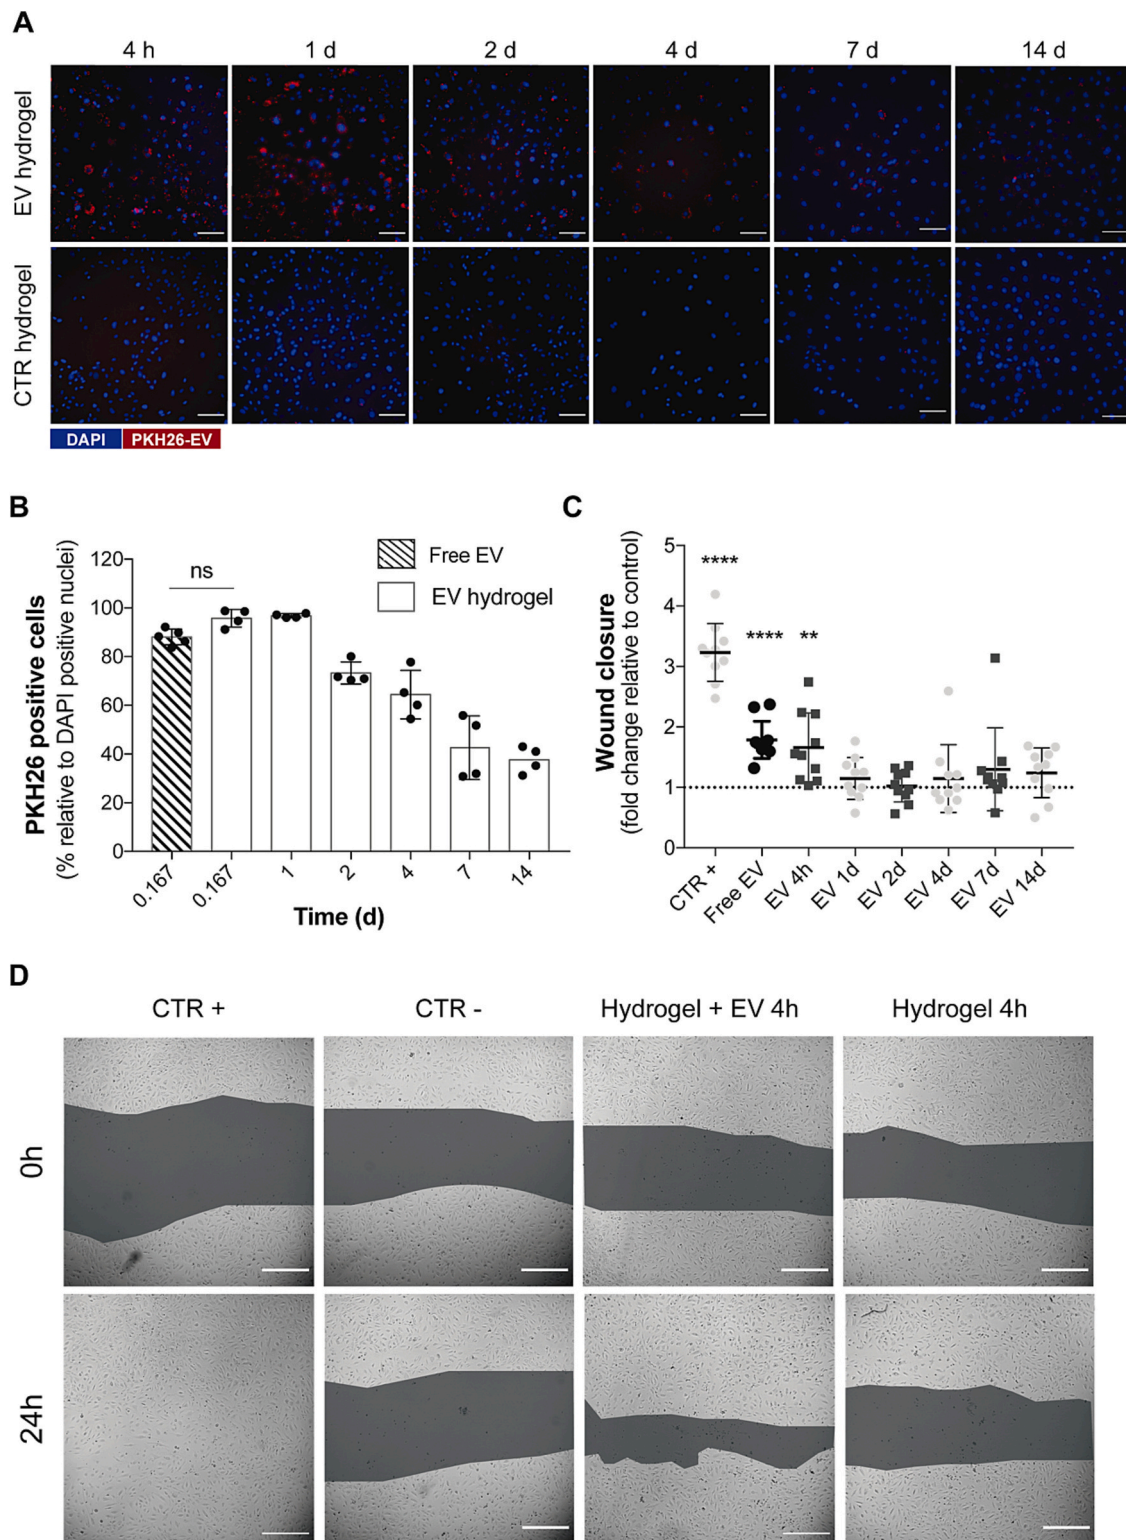 A
4 h 1 d 2 d 4 d 7 d 14 d
EV hydrogel
CTR hydrogel
DAPI PKH26-EV
B
PKH26 positive cells
(% relative to DAPI positive nuclei)
120
100
80
60
40
20
0
ns
Free EV
EV hydrogel
0.167 0.167 1 2 4 7 14
Time (d)
C
Wound closure
(fold change relative to control)
5
4
3
2
1
0
****
**** **
CTR + Free EV EV 4h EV 1d EV 2d EV 4d EV 7d EV 14d
D
CTR + CTR - Hydrogel + EV 4h Hydrogel 4h
0h
24h